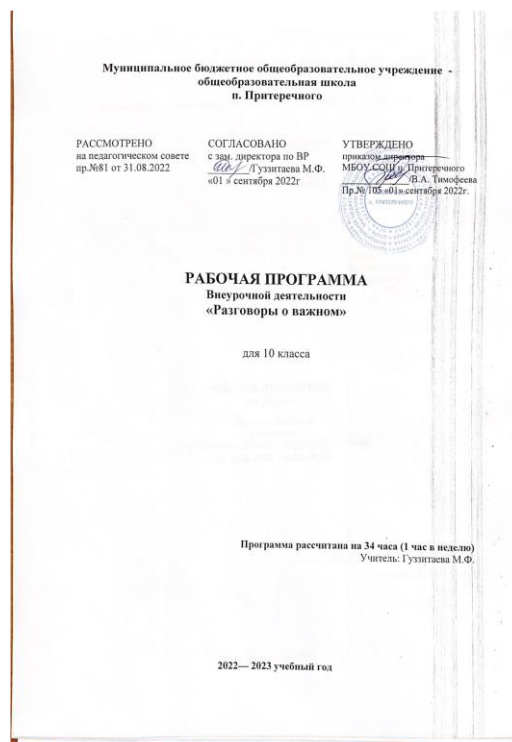 Муниципальное бюджетное общеобразовательное учреждение -
общеобразовательная школа
п. Притеречного
РАССМОТРЕНО
на педагогическом совете
пр.№81 от 31.08.2022
СОГЛАСОВАНО
с зам. директора по ВР
/Гуззитаева М.Ф.
«01 » сентября 2022г
УТВЕРЖДЕНО
приказом директора
МБОУ СОШ п. Притеречного
/В.А. Тимофеева
Пр.№ 105 «01» сентября 2022г.
РАБОЧАЯ ПРОГРАММА
Внеурочной деятельности
«Разговоры о важном»
для 10 класса
Программа рассчитана на 34 часа (1 час в неделю)
Учитель: Гуззитаева М.Ф.
2022— 2023 учебный год